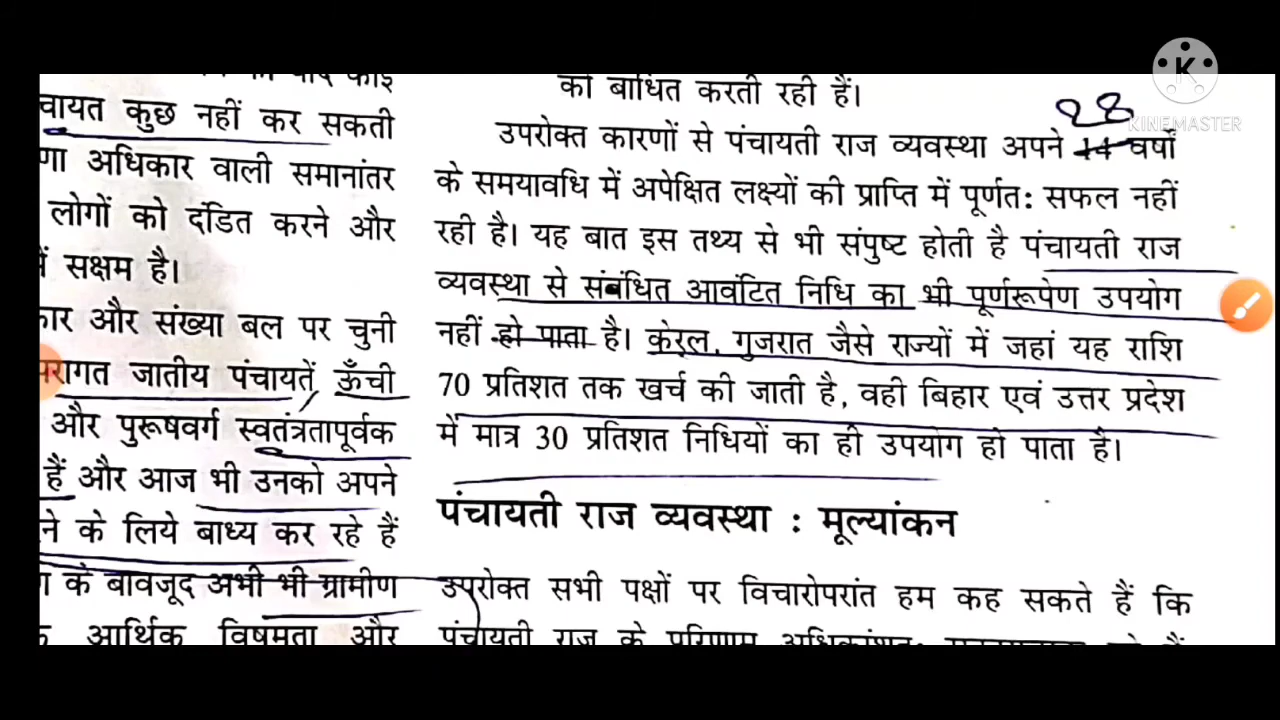 चायत कुछ नहीं कर सकती
अधिकार वाली समानांतर
लोगों को दंडित करने और
सक्षम है।
और संख्या बल पर चुनी
जातीय पंचायतें, ऊँची
और पुरूषवर्ग स्वतंत्रतापूर्वक
हैं और आज भी उनको अपने
के लिये बाध्य कर रहे हैं
के बावजूद अभी भी ग्रामीण
आर्थिक विषमता और
को बाधित करती रही हैं।
28
उपरोक्त कारणों से पंचायती राज व्यवस्था अपने 14 वर्षों
के समयावधि में अपेक्षित लक्ष्यों की प्राप्ति में पूर्णत: सफल नहीं
रही है। यह बात इस तथ्य से भी संपुष्ट होती है पंचायती राज
व्यवस्था से संबंधित आवंटित निधि का भी पूर्णरूपेण उपयोग
नहीं हो पाता है। केरल, गुजरात जैसे राज्यों में जहां यह राशि
70 प्रतिशत तक खर्च की जाती है, वही बिहार एवं उत्तर प्रदेश
में मात्र 30 प्रतिशत निधियों का ही उपयोग हो पाता है।
पंचायती राज व्यवस्था : मूल्यांकन
उपरोक्त सभी पक्षों पर विचारोपरांत हम कह सकते हैं कि
पंचायती राज के परिणाम
K
KINEMASTER